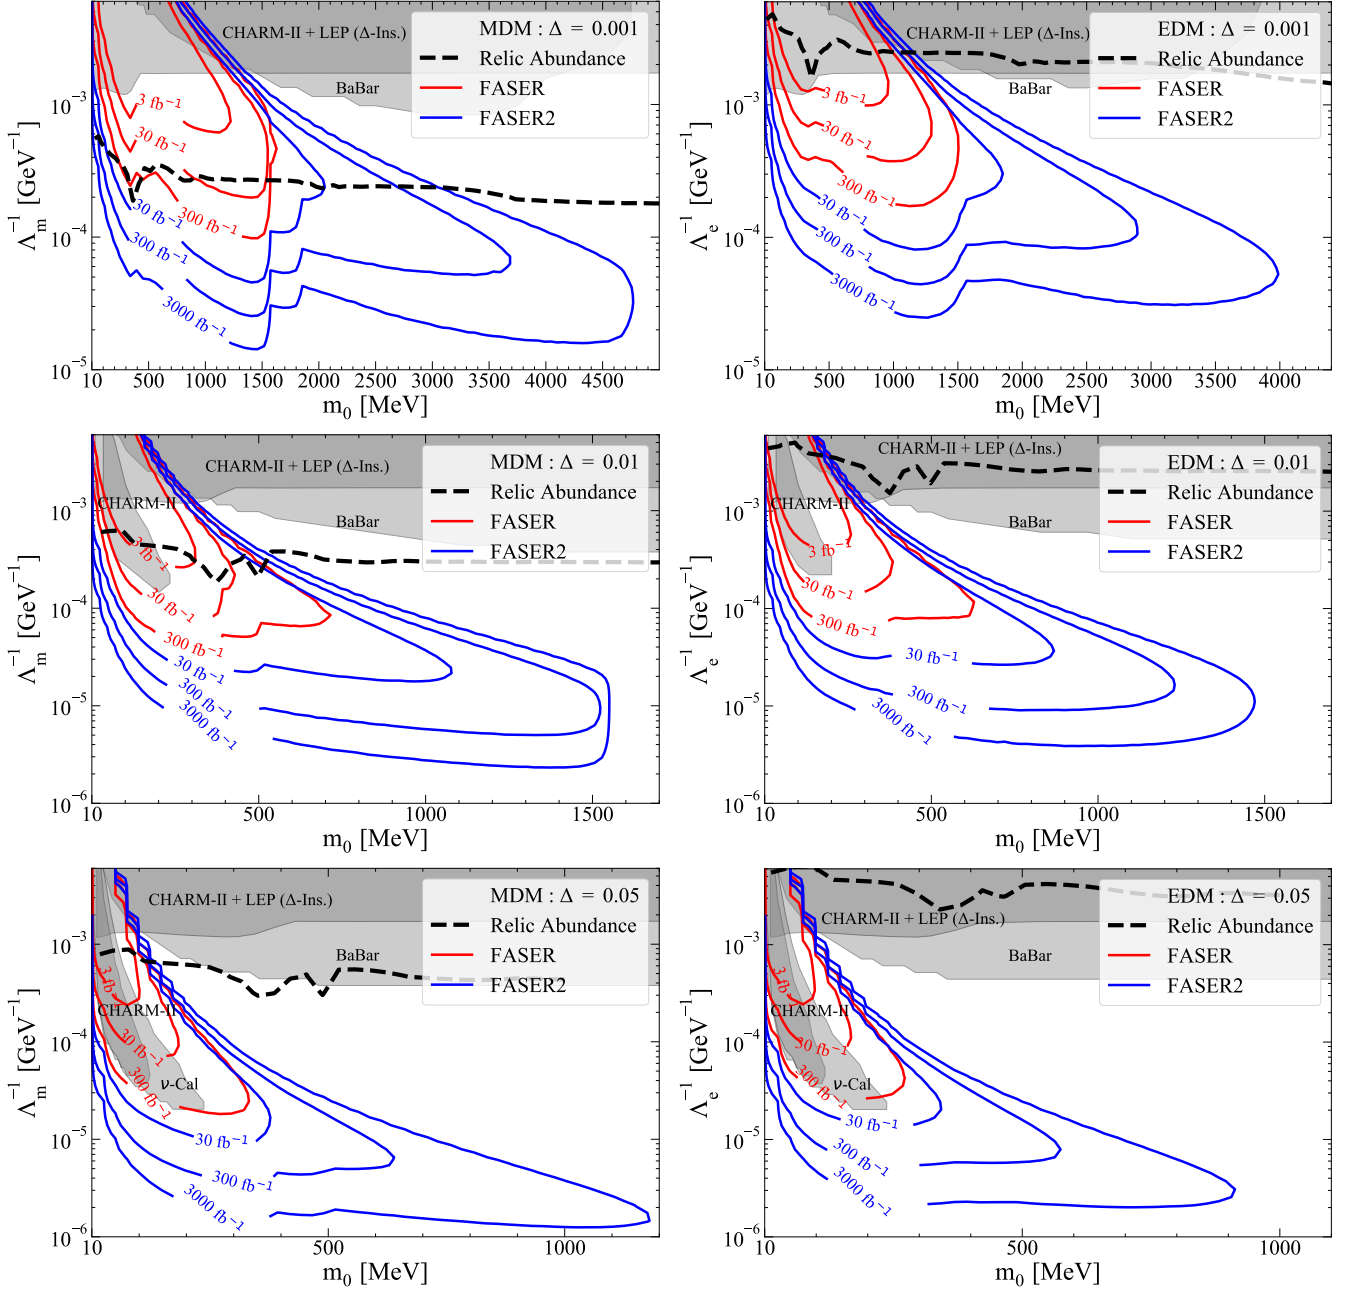 CHARM-II + LEP (Δ-Ins.)
MDM : Δ = 0.001
Relic Abundance
FASER
FASER2
BaBar
3 fb⁻¹
30 fb⁻¹
300 fb⁻¹
30 fb⁻¹
300 fb⁻¹
3000 fb⁻¹
Λₘ⁻¹ [GeV⁻¹]
10⁻³
10⁻⁴
10⁻⁵
10 500 1000 1500 2000 2500 3000 3500 4000 4500
m₀ [MeV]
CHARM-II + LEP (Δ-Ins.)
EDM : Δ = 0.001
Relic Abundance
FASER
FASER2
BaBar
3 fb⁻¹
30 fb⁻¹
300 fb⁻¹
30 fb⁻¹
300 fb⁻¹
3000 fb⁻¹
Λₑ⁻¹ [GeV⁻¹]
10⁻³
10⁻⁴
10⁻⁵
10 500 1000 1500 2000 2500 3000 3500 4000
m₀ [MeV]
CHARM-II + LEP (Δ-Ins.)
MDM : Δ = 0.01
Relic Abundance
FASER
FASER2
CHARM-II
BaBar
3 fb⁻¹
30 fb⁻¹
300 fb⁻¹
30 fb⁻¹
300 fb⁻¹
3000 fb⁻¹
Λₘ⁻¹ [GeV⁻¹]
10⁻³
10⁻⁴
10⁻⁵
10⁻⁶
10 500 1000 1500
m₀ [MeV]
CHARM-II + LEP (Δ-Ins.)
EDM : Δ = 0.01
Relic Abundance
FASER
FASER2
CHARM-II
BaBar
3 fb⁻¹
30 fb⁻¹
300 fb⁻¹
30 fb⁻¹
300 fb⁻¹
3000 fb⁻¹
Λₑ⁻¹ [GeV⁻¹]
10⁻³
10⁻⁴
10⁻⁵
10⁻⁶
10 500 1000 1500
m₀ [MeV]
CHARM-II + LEP (Δ-Ins.)
MDM : Δ = 0.05
Relic Abundance
FASER
FASER2
BaBar
3 fb⁻¹
CHARM-II
30 fb⁻¹
300 fb⁻¹
ν-Cal
30 fb⁻¹
300 fb⁻¹
3000 fb⁻¹
Λₘ⁻¹ [GeV⁻¹]
10⁻³
10⁻⁴
10⁻⁵
10⁻⁶
10 500 1000
m₀ [MeV]
CHARM-II + LEP (Δ-Ins.)
EDM : Δ = 0.05
Relic Abundance
FASER
FASER2
BaBar
3 fb⁻¹
CHARM-II
30 fb⁻¹
300 fb⁻¹
ν-Cal
30 fb⁻¹
300 fb⁻¹
3000 fb⁻¹
Λₑ⁻¹ [GeV⁻¹]
10⁻³
10⁻⁴
10⁻⁵
10⁻⁶
10 500 1000
m₀ [MeV]